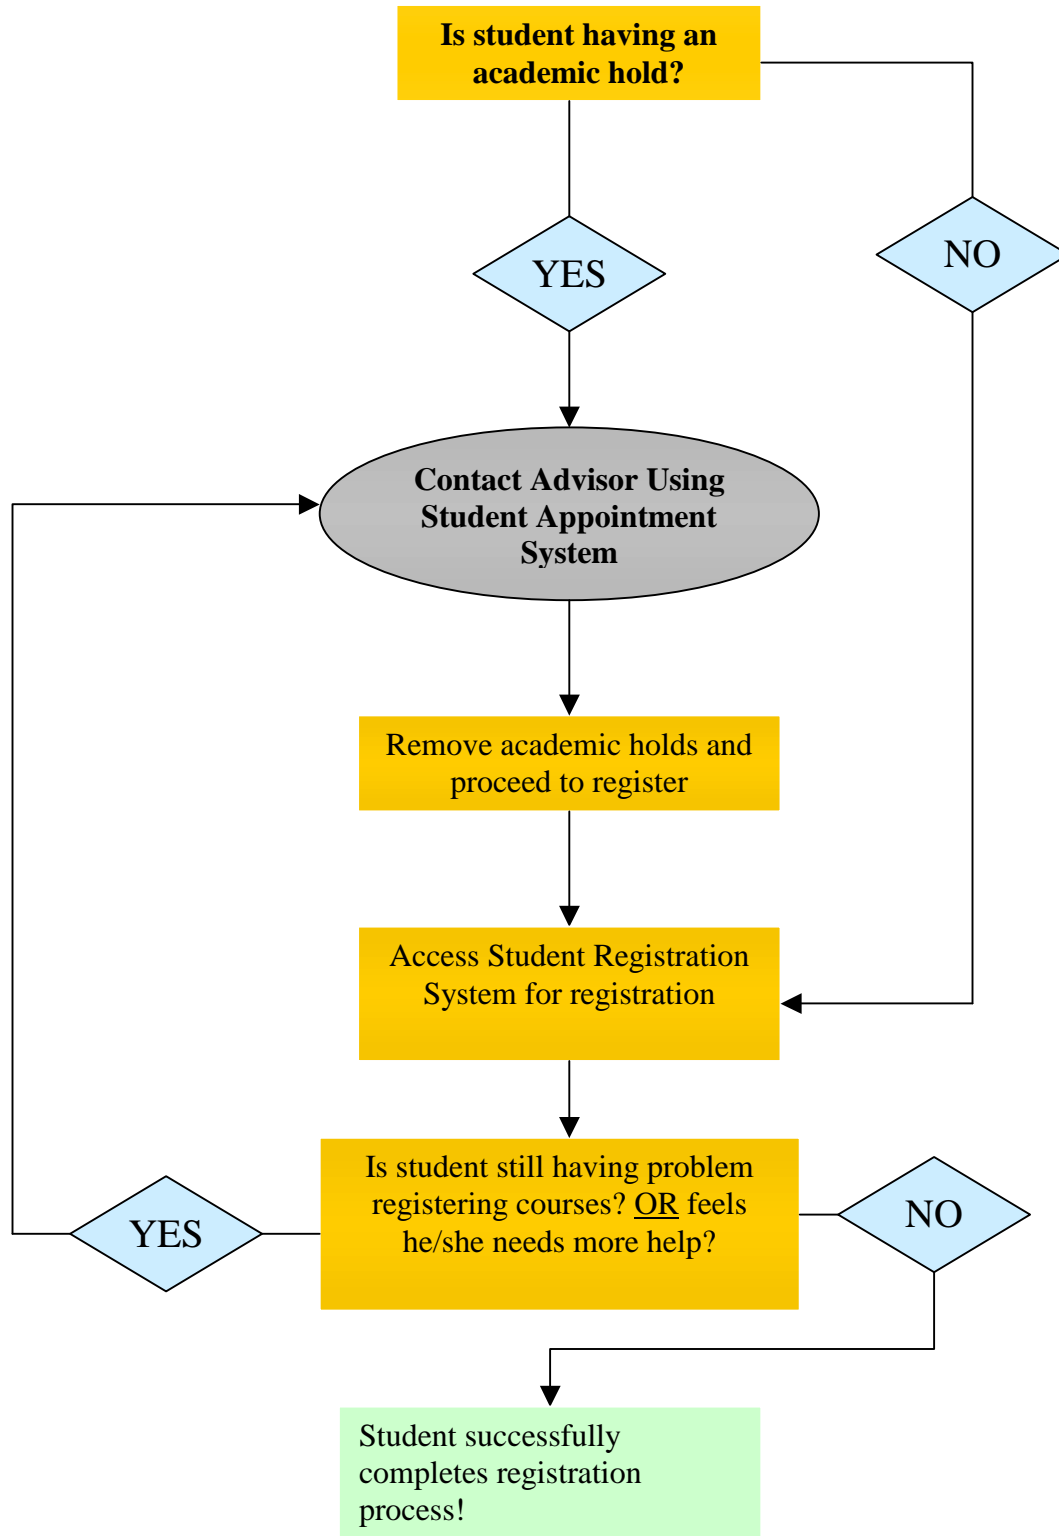 Is student having an
academic hold?
NO
YES
Contact Advisor Using
Student Appointment
System
Remove academic holds and
proceed to register
Access Student Registration
System for registration
Is student still having problem
registering courses? OR feels
he/she needs more help?
YES
NO
Student successfully
completes registration
process!